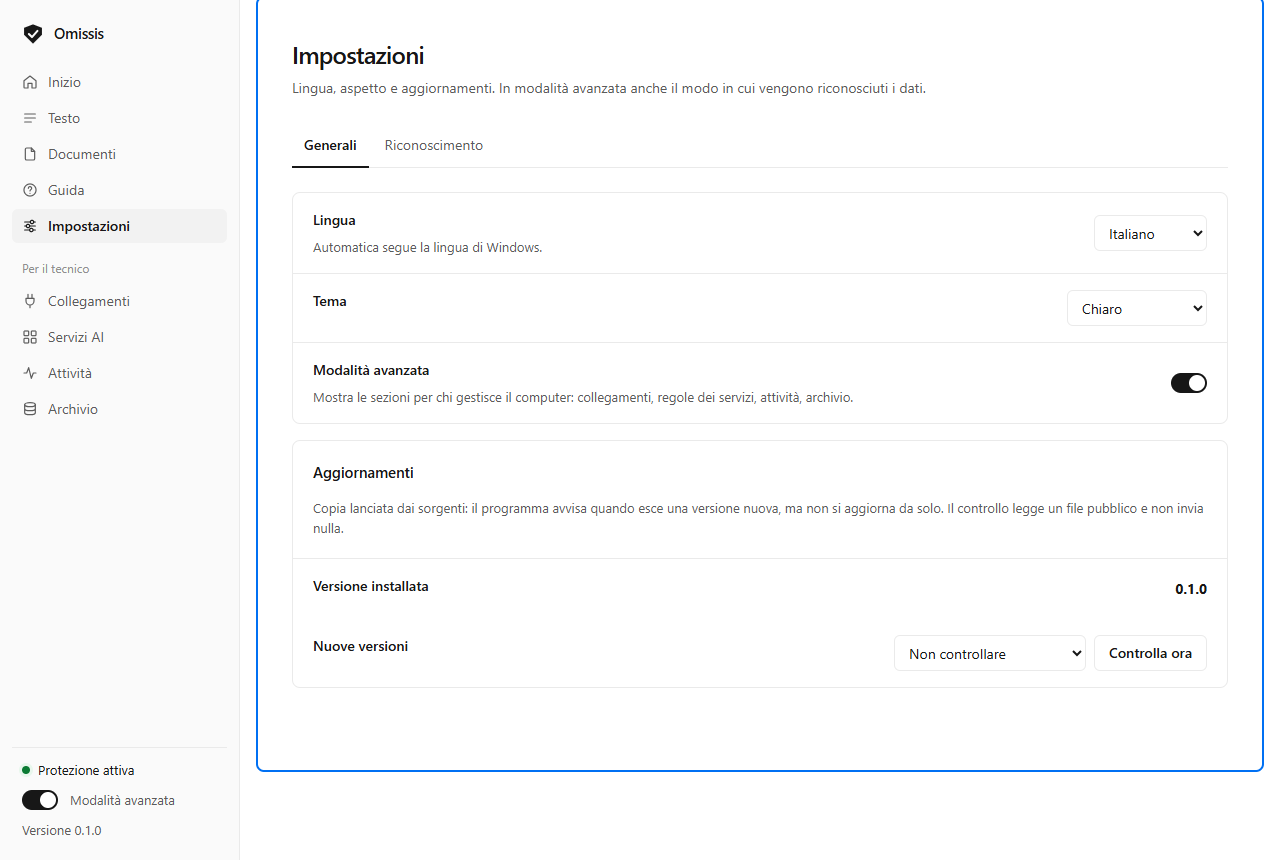 Omissis
Inizio
Testo
Documenti
Guida
Impostazioni
Per il tecnico
Collegamenti
Servizi AI
Attività
Archivio
Protezione attiva
Modalità avanzata
Versione 0.1.0
Impostazioni
Lingua, aspetto e aggiornamenti. In modalità avanzata anche il modo in cui vengono riconosciuti i dati.
Generali
Riconoscimento
Lingua
Automatica segue la lingua di Windows.
Italiano
Tema
Chiaro
Modalità avanzata
Mostra le sezioni per chi gestisce il computer: collegamenti, regole dei servizi, attività, archivio.
Aggiornamenti
Copia lanciata dai sorgenti: il programma avvisa quando esce una versione nuova, ma non si aggiorna da solo. Il controllo legge un file pubblico e non invia
nulla.
Versione installata
0.1.0
Nuove versioni
Non controllare
Controlla ora